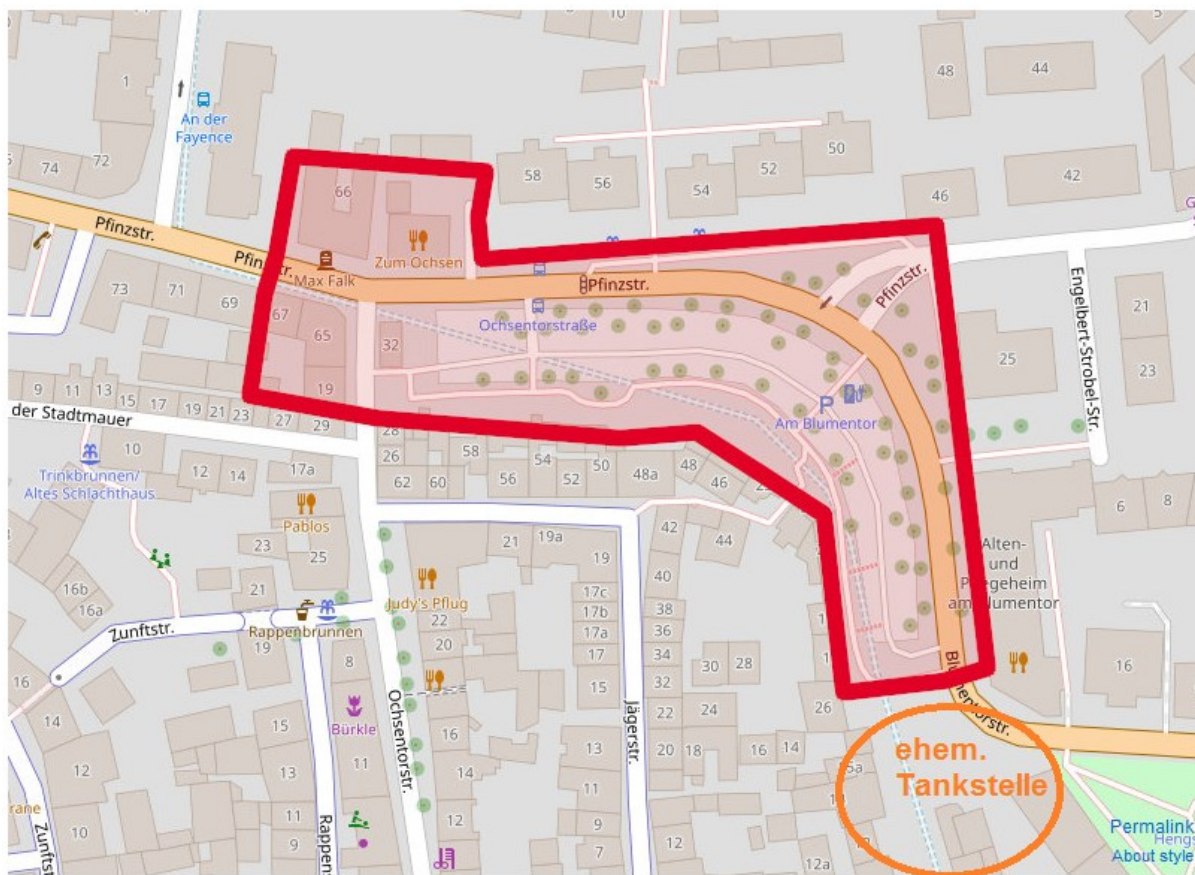 10
48
44
1
An der
Fayence
50
52
58
56
54
74
72
66
46
42
Pfinzstr.
Pfinzstr.
Max Falk
Zum Ochsen
Pfinzstr.
Pfinzstr.
73
71
69
67
65
32
Ochsentorstraße
Engelbert-Strobel-Str.
21
25
23
9
11
13
15
17
19
21
23
27
29
19
der Stadtmauer
Am Blumentor
28
26
58
54
50
56
52
48a
48
46
62
60
10
12
14
17a
Trinkbrunnen/
Altes Schlachthaus
Pablos
23
25
42
44
6
8
21
19a
19
Alten-
und
Pflegeheim
am Blumentor
16b
16a
21
Judy's Pflug
22
20
17c
17b
17a
17
15
40
38
36
34
32
30
28
Zunftstr.
Rappenbrunnen
19
8
16
16
14
Bürkle
Ochsentorstr.
Jägerstr.
22
24
26
Blumentorstr.
15
13
12
11
16
14
13
11
20
18
16
14
ehem.
Tankstelle
10
11
9
12
9
7
12a
Zunftstr.
Permalink
About style